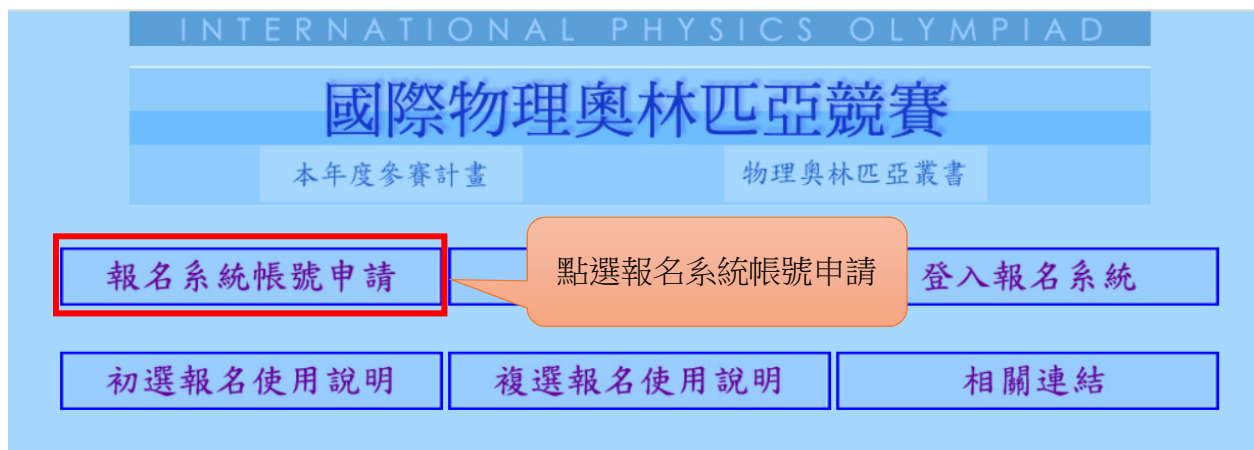 INTERNATIONAL PHYSICS OLYMPIAD
國際物理奧林匹亞競賽
本年度參賽計畫 物理奧林匹亞叢書
報名系統帳號申請 點選報名系統帳號申請 登入報名系統
初選報名使用說明 複選報名使用說明 相關連結